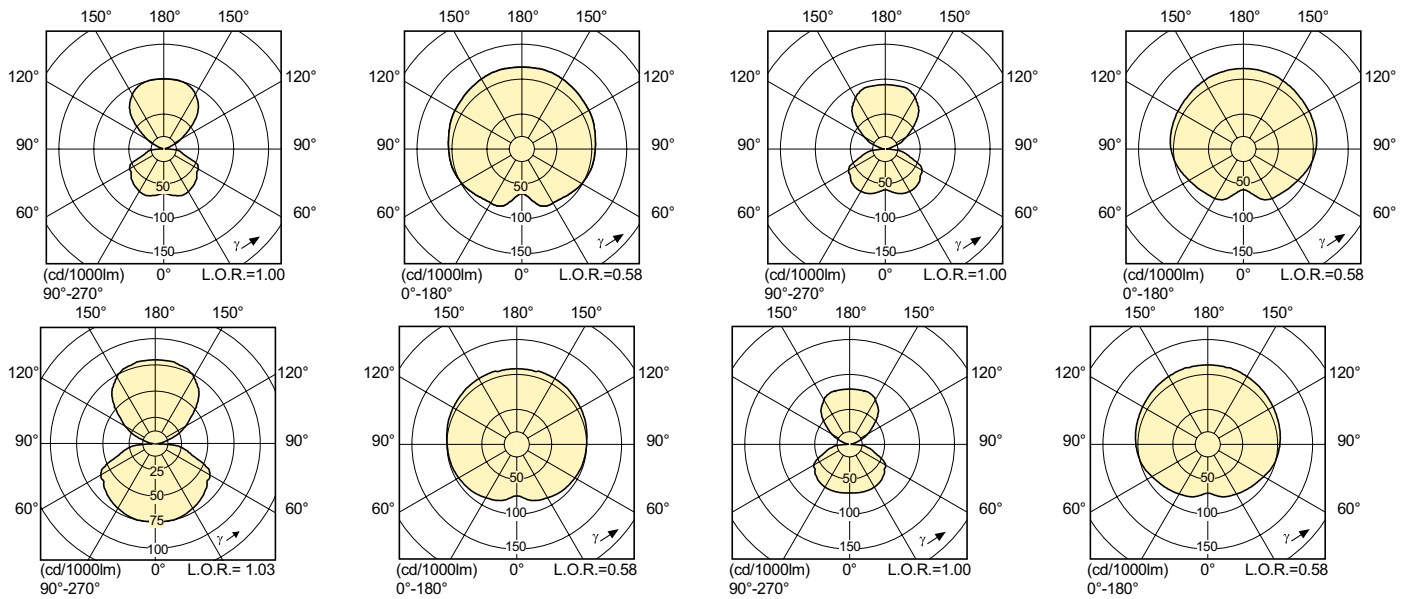 150° 180° 150° 150° 180° 150° 150° 180° 150° 150° 180° 150°
120° 120° 120° 120° 120° 120° 120° 120°
90° 90° 90° 90° 90° 90° 90° 90°
50 50 50 50
60° 60° 60° 60° 60° 60° 60° 60°
100 100 100 100
150 γ 150 γ 150 γ 150 γ
(cd/1000lm) 0° L.O.R.=1.00 (cd/1000lm) 0° L.O.R.=0.58 (cd/1000lm) 0° L.O.R.=1.00 (cd/1000lm) 0° L.O.R.=0.58
90°-270° 0°-180° 90°-270° 0°-180°
150° 180° 150° 150° 180° 150° 150° 180° 150° 150° 180° 150°
120° 120° 120° 120° 120° 120° 120° 120°
90° 90° 90° 90° 90° 90° 90° 90°
25 50 50 50
50
60° 60° 60° 60° 60° 60° 60° 60°
75 100 100 100
100 γ 150 γ 150 γ 150 γ
(cd/1000lm) 0° L.O.R.= 1.03 (cd/1000lm) 0° L.O.R.=0.58 (cd/1000lm) 0° L.O.R.=1.00 (cd/1000lm) 0° L.O.R.=0.58
90°-270° 0°-180° 90°-270° 0°-180°